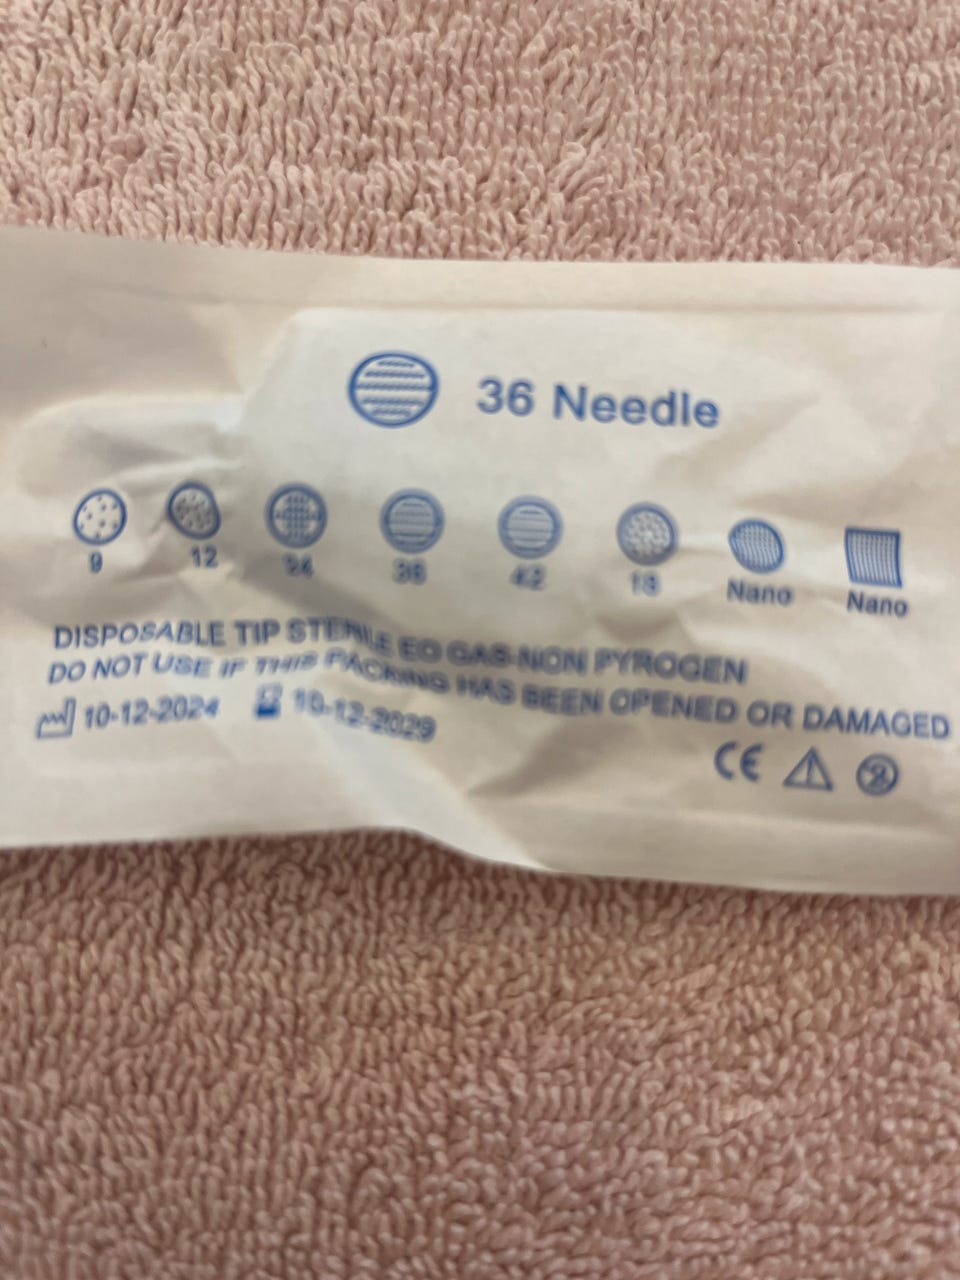 36 Needle
9 12 24 36 42 18 Nano Nano
DISPOSABLE TIP STERILE EO GAS-NON PYROGEN
DO NOT USE IF THIS PACKING HAS BEEN OPENED OR DAMAGED
10-12-2024 10-12-2029
CE 2